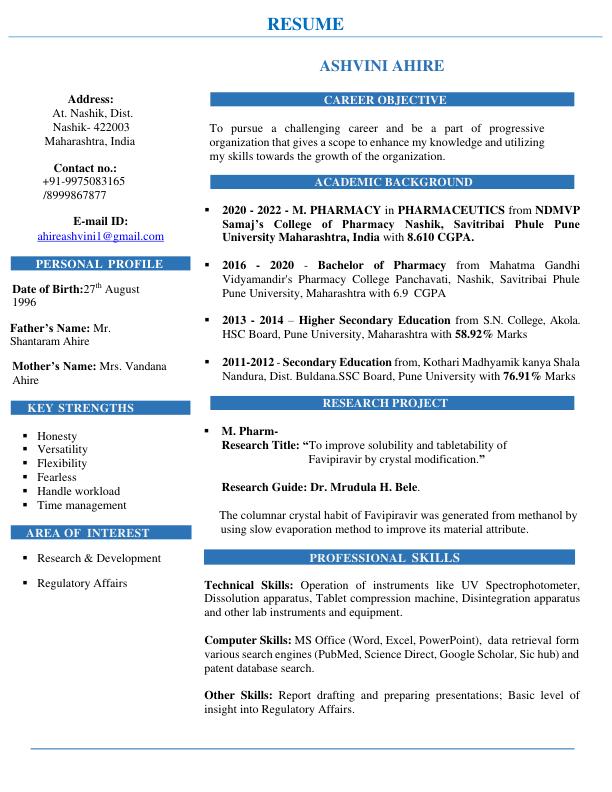 RESUME
ASHVINI AHIRE
Address:
At. Nashik, Dist.
Nashik- 422003
Maharashtra, India
Contact no.:
+91-9975083165
/8999867877
E-mail ID:
ahireashvini1@gmail.com
PERSONAL PROFILE
Date of Birth:27th August
1996
Father's Name: Mr.
Shantaram Ahire
Mother's Name: Mrs. Vandana
Ahire
KEY STRENGTHS
▪ Honesty
▪ Versatility
▪ Flexibility
▪ Fearless
▪ Handle workload
▪ Time management
AREA OF INTEREST
▪ Research & Development
▪ Regulatory Affairs
CAREER OBJECTIVE
To pursue a challenging career and be a part of progressive
organization that gives a scope to enhance my knowledge and utilizing
my skills towards the growth of the organization.
ACADEMIC BACKGROUND
▪ 2020 - 2022 - M. PHARMACY in PHARMACEUTICS from NDMVP
Samaj's College of Pharmacy Nashik, Savitribai Phule Pune
University Maharashtra, India with 8.610 CGPA.
▪ 2016 - 2020 - Bachelor of Pharmacy from Mahatma Gandhi
Vidyamandir's Pharmacy College Panchavati, Nashik, Savitribai Phule
Pune University, Maharashtra with 6.9 CGPA
▪ 2013 - 2014 – Higher Secondary Education from S.N. College, Akola.
HSC Board, Pune University, Maharashtra with 58.92% Marks
▪ 2011-2012 - Secondary Education from, Kothari Madhyamik kanya Shala
Nandura, Dist. Buldana.SSC Board, Pune University with 76.91% Marks
RESEARCH PROJECT
▪ M. Pharm-
Research Title: “To improve solubility and tabletability of
Favipiravir by crystal modification.”
Research Guide: Dr. Mrudula H. Bele.
The columnar crystal habit of Favipiravir was generated from methanol by
using slow evaporation method to improve its material attribute.
PROFESSIONAL SKILLS
Technical Skills: Operation of instruments like UV Spectrophotometer,
Dissolution apparatus, Tablet compression machine, Disintegration apparatus
and other lab instruments and equipment.
Computer Skills: MS Office (Word, Excel, PowerPoint), data retrieval form
various search engines (PubMed, Science Direct, Google Scholar, Sic hub) and
patent database search.
Other Skills: Report drafting and preparing presentations; Basic level of
insight into Regulatory Affairs.